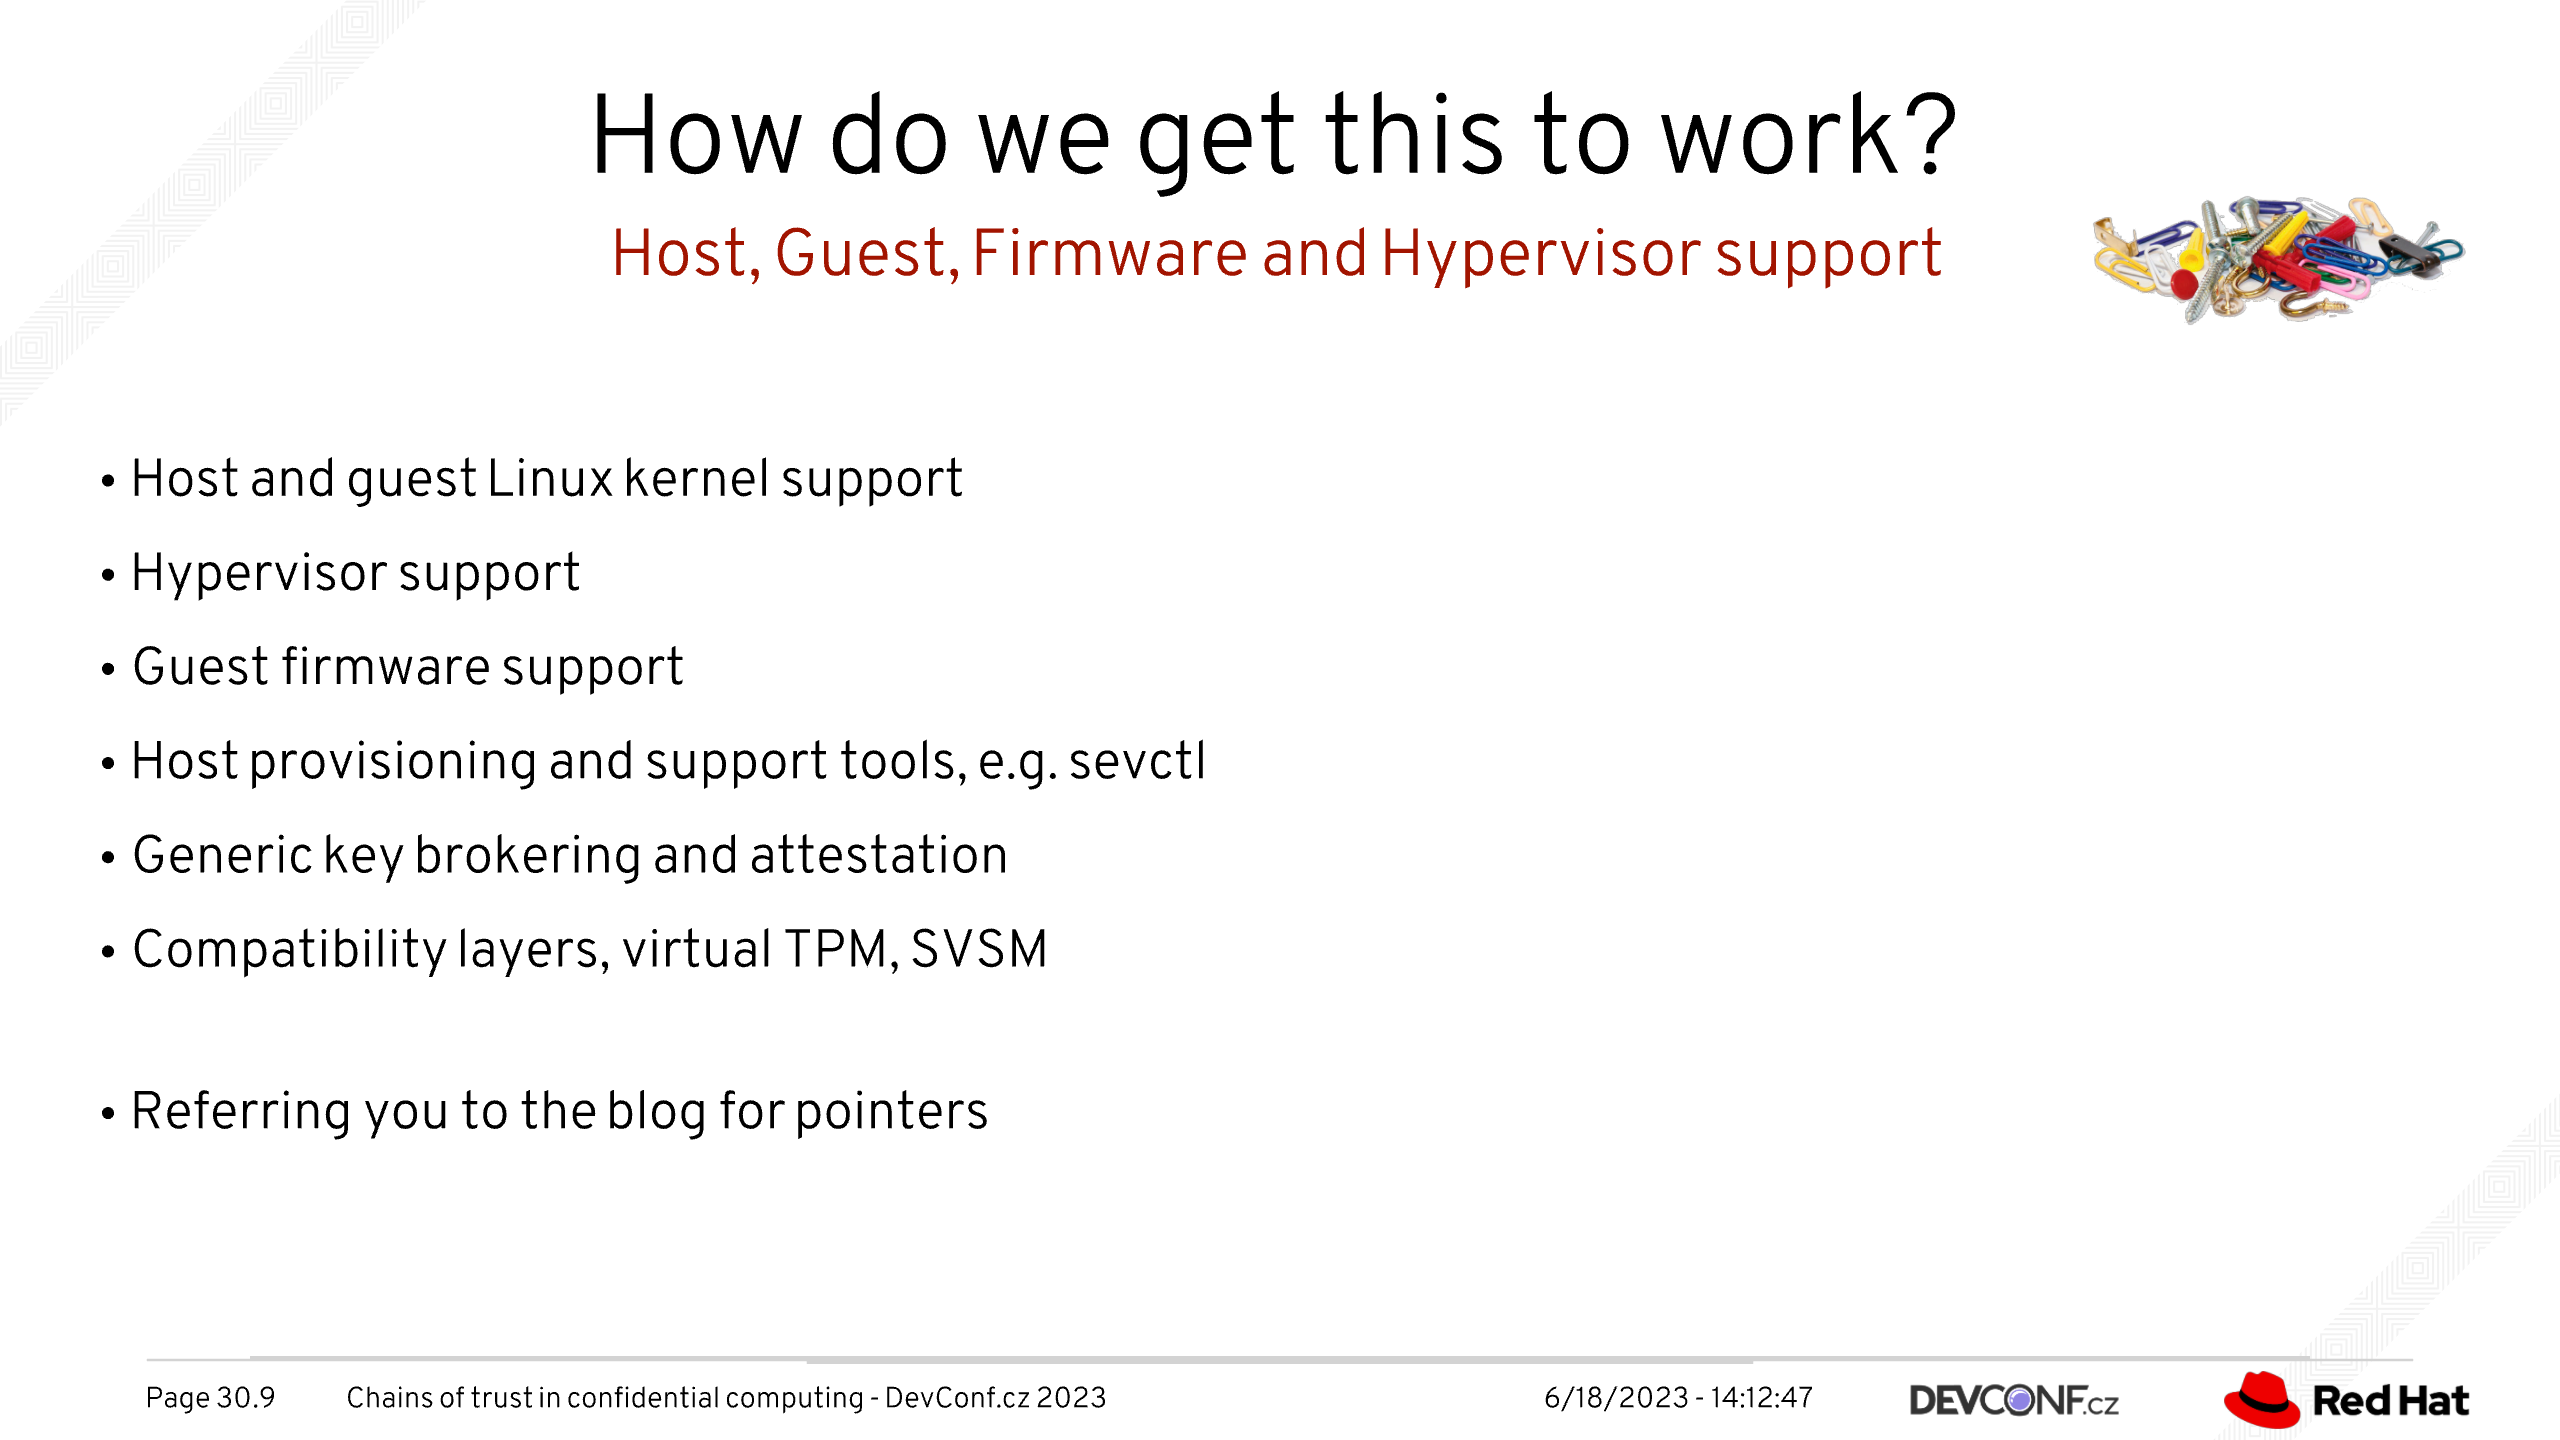 How do we get this to work?
Host, Guest, Firmware and Hypervisor support
• Host and guest Linux kernel support
• Hypervisor support
• Guest firmware support
• Host provisioning and support tools, e.g. sevctl
• Generic key brokering and attestation
• Compatibility layers, virtual TPM, SVSM
• Referring you to the blog for pointers
Page 30.9 Chains of trust in confidential computing - DevConf.cz 2023 6/18/2023 - 14:12:47 DEVCONF.cz Red Hat